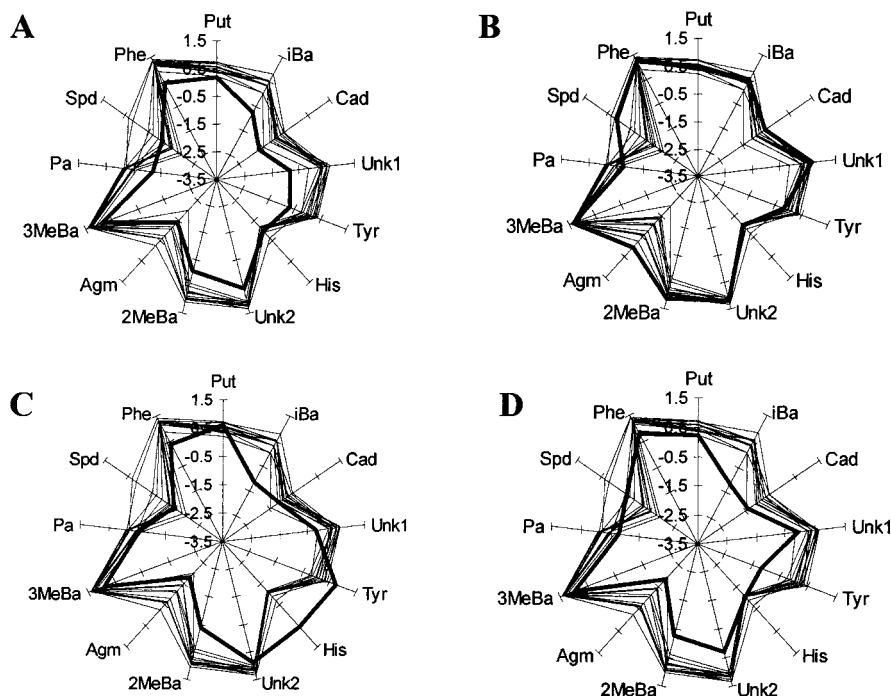 A
Put
1.5
0.5
-0.5
-1.5
-2.5
-3.5
iBa
Cad
Unk1
Tyr
His
Unk2
2MeBa
Agm
3MeBa
Pa
Spd
Phe
B
Put
1.5
0.5
-0.5
-1.5
-2.5
-3.5
iBa
Cad
Unk1
Tyr
His
Unk2
2MeBa
Agm
3MeBa
Pa
Spd
Phe
C
Put
1.5
0.5
-0.5
-1.5
-2.5
-3.5
iBa
Cad
Unk1
Tyr
His
Unk2
2MeBa
Agm
3MeBa
Pa
Spd
Phe
D
Put
1.5
0.5
-0.5
-1.5
-2.5
-3.5
iBa
Cad
Unk1
Tyr
His
Unk2
2MeBa
Agm
3MeBa
Pa
Spd
Phe